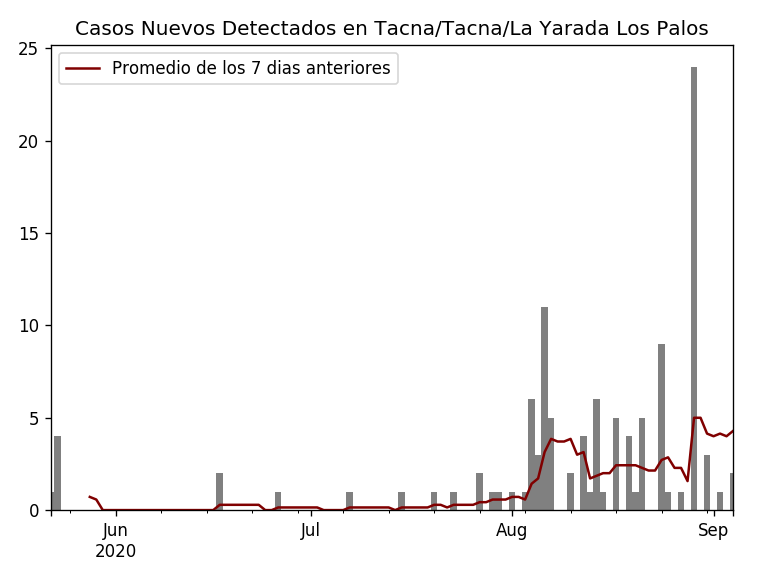 Casos Nuevos Detectados en Tacna/Tacna/La Yarada Los Palos
Promedio de los 7 dias anteriores
25
20
15
10
5
0
Jun Jul Aug Sep
2020